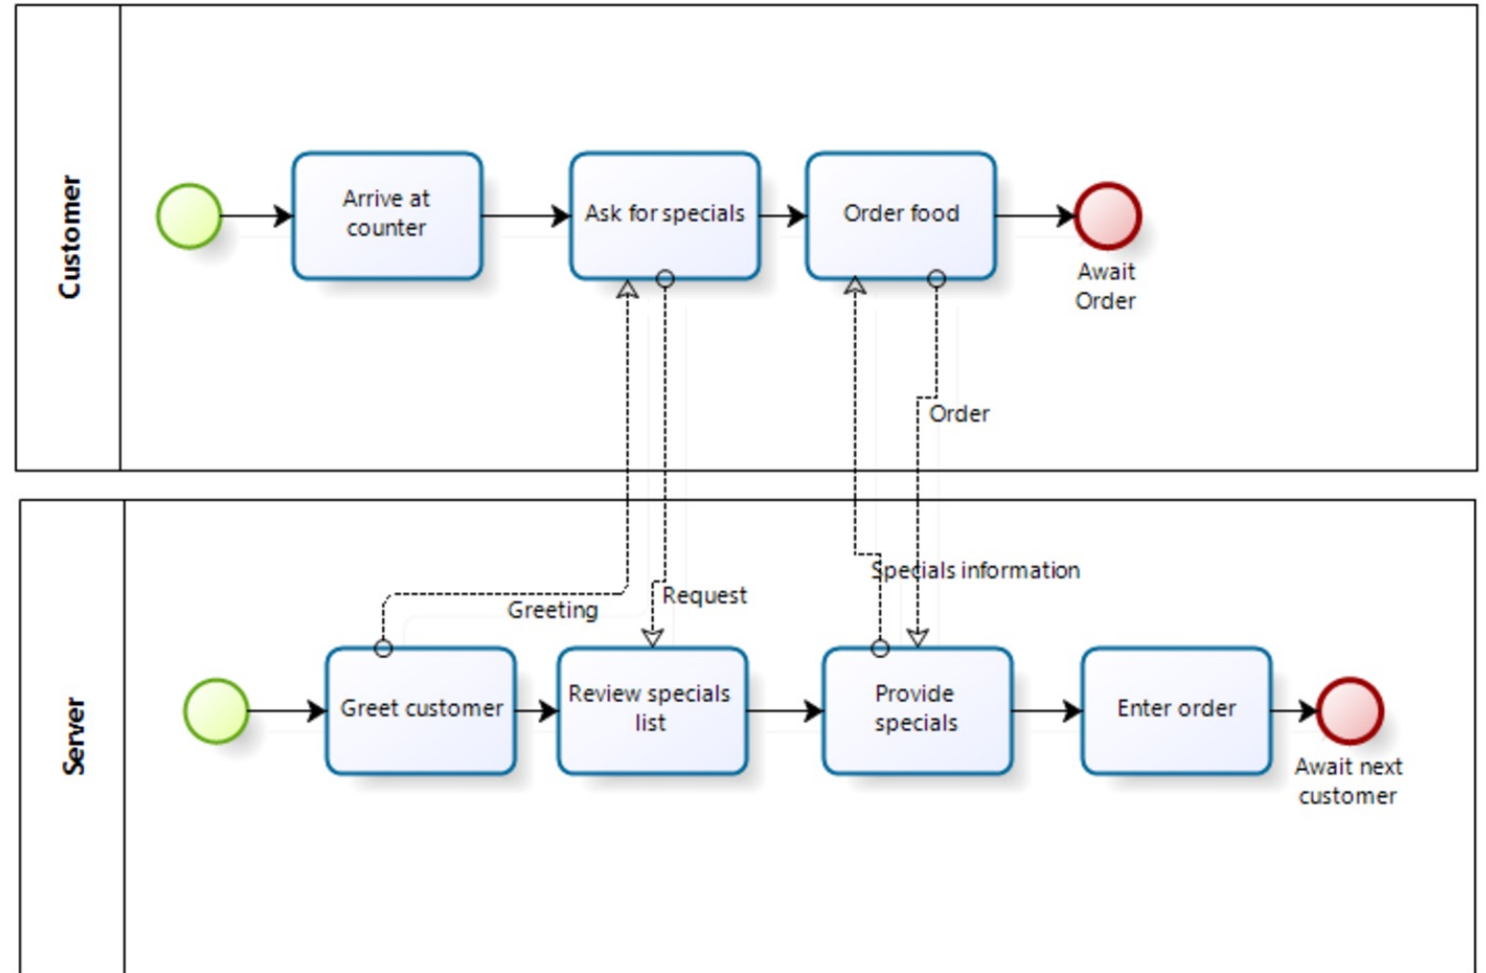 Customer
Arrive at
counter
Ask for specials
Order food
Await
Order
Order
Specials information
Greeting
Request
Server
Greet customer
Review specials
list
Provide
specials
Enter order
Await next
customer